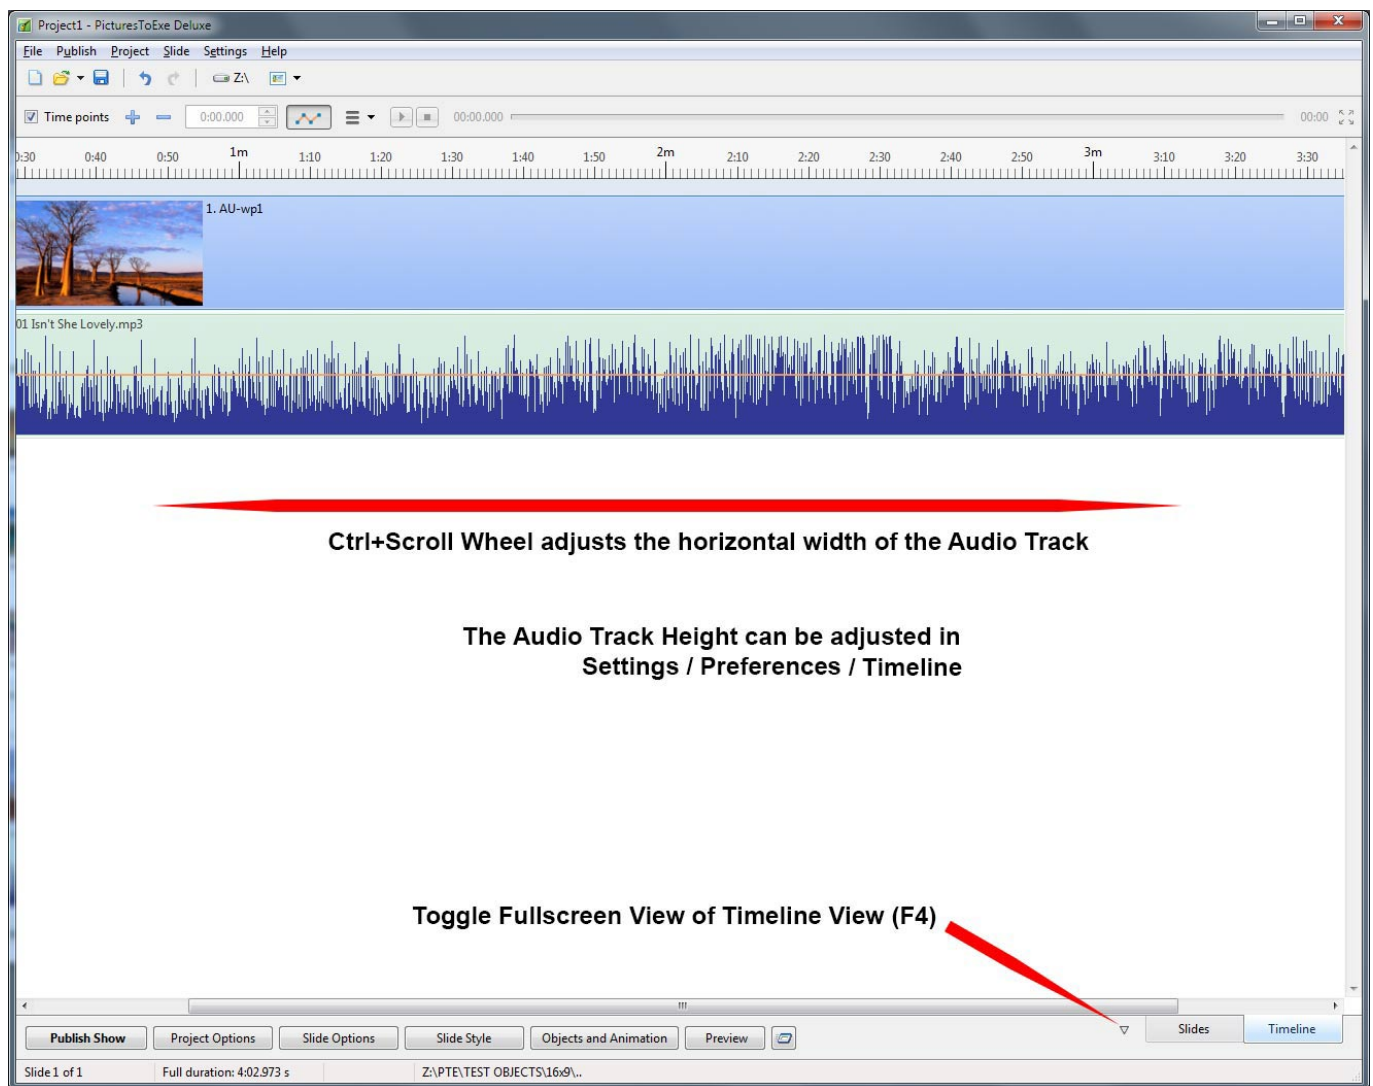 Project1 - PicturesToExe Deluxe
File Publish Project Slide Settings Help
Z:\
Time points 0:00.000 00:00.000 00:00
0:30 0:40 0:50 1m 1:10 1:20 1:30 1:40 1:50 2m 2:10 2:20 2:30 2:40 2:50 3m 3:10 3:20 3:30
1. AU-wp1
01 Isn't She Lovely.mp3
Ctrl+Scroll Wheel adjusts the horizontal width of the Audio Track
The Audio Track Height can be adjusted in
Settings / Preferences / Timeline
Toggle Fullscreen View of Timeline View (F4)
Publish Show Project Options Slide Options Slide Style Objects and Animation Preview Slides Timeline
Slide 1 of 1 Full duration: 4:02.973 s Z:\PTE\TEST OBJECTS\16x9\..